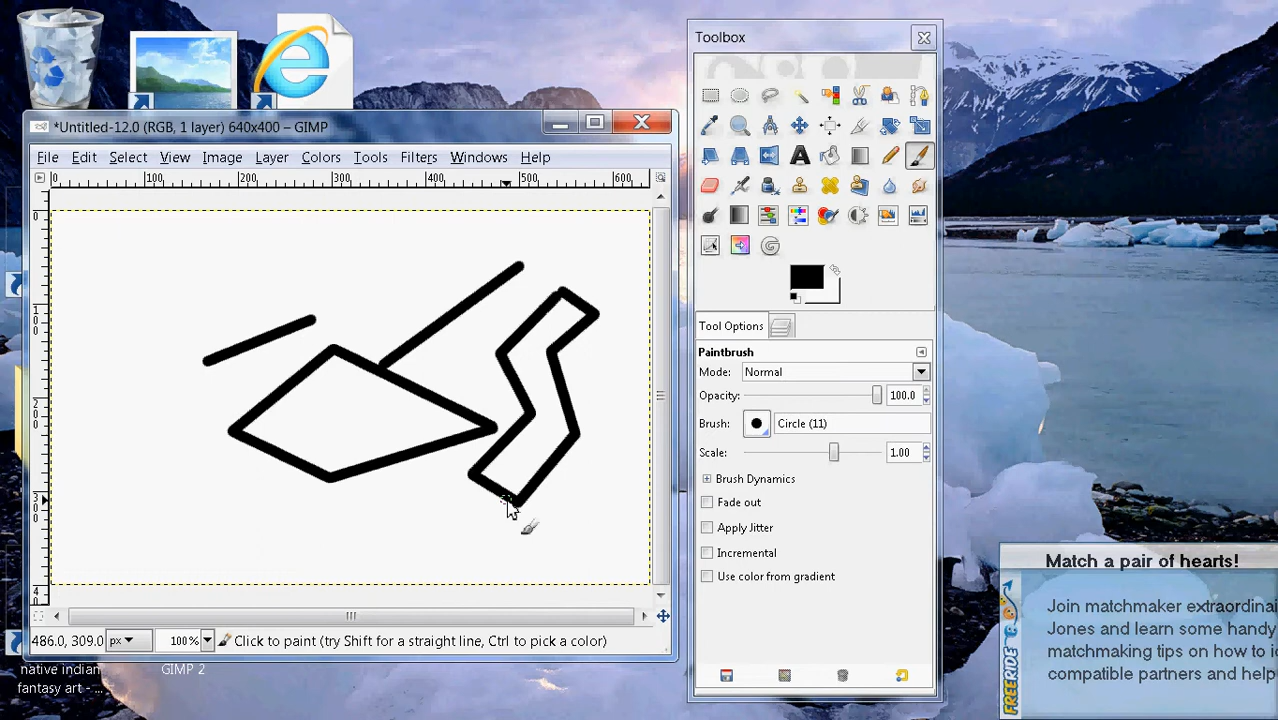 *Untitled-12.0 (RGB, 1 layer) 640x400 – GIMP
File Edit Select View Image Layer Colors Tools Filters Windows Help
0 100 200 300 400 500 600
0
100
200
300
486.0, 309.0 px 100% Click to paint (try Shift for a straight line, Ctrl to pick a color)
native indian
fantasy art - ...
GIMP 2
Toolbox
Tool Options
Paintbrush
Mode: Normal
Opacity: 100.0
Brush: Circle (11)
Scale: 1.00
Brush Dynamics
Fade out
Apply Jitter
Incremental
Use color from gradient
Match a pair of hearts!
Join matchmaker extraordinai
Jones and learn some handy
matchmaking tips on how to
compatible partners and help
FREERIDE